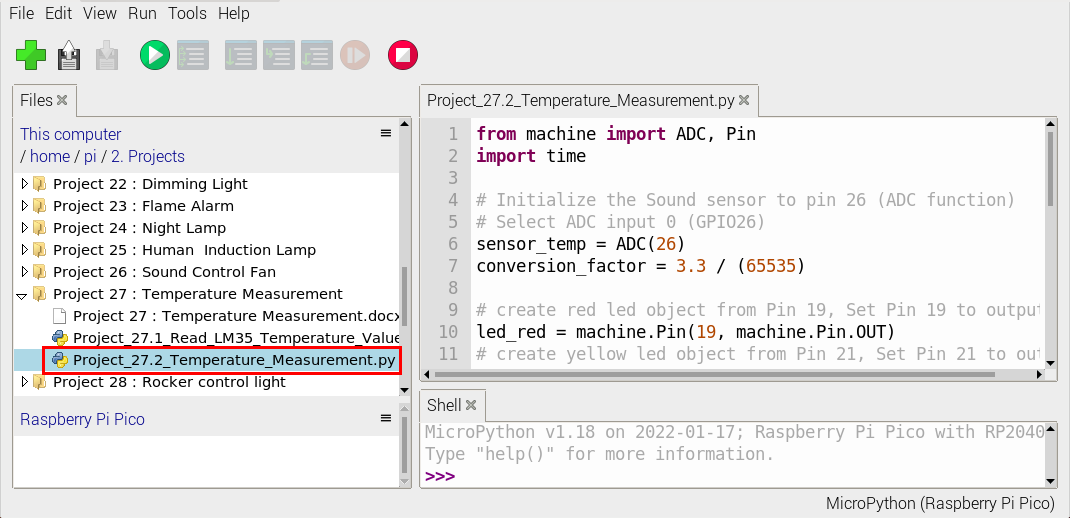 File Edit View Run Tools Help
Files
This computer
/ home / pi / 2. Projects
Project 22 : Dimming Light
Project 23 : Flame Alarm
Project 24 : Night Lamp
Project 25 : Human  Induction Lamp
Project 26 : Sound Control Fan
Project 27 : Temperature Measurement
Project 27 : Temperature Measurement.docx
Project_27.1_Read_LM35_Temperature_Value
Project_27.2_Temperature_Measurement.py
Project 28 : Rocker control light
Raspberry Pi Pico
Project_27.2_Temperature_Measurement.py
1 from machine import ADC, Pin
2 import time
3
4 # Initialize the Sound sensor to pin 26 (ADC function)
5 # Select ADC input 0 (GPIO26)
6 sensor_temp = ADC(26)
7 conversion_factor = 3.3 / (65535)
8
9 # create red led object from Pin 19, Set Pin 19 to output
10 led_red = machine.Pin(19, machine.Pin.OUT)
11 # create yellow led object from Pin 21, Set Pin 21 to out
Shell
MicroPython v1.18 on 2022-01-17; Raspberry Pi Pico with RP2040
Type "help()" for more information.
>>>
MicroPython (Raspberry Pi Pico)